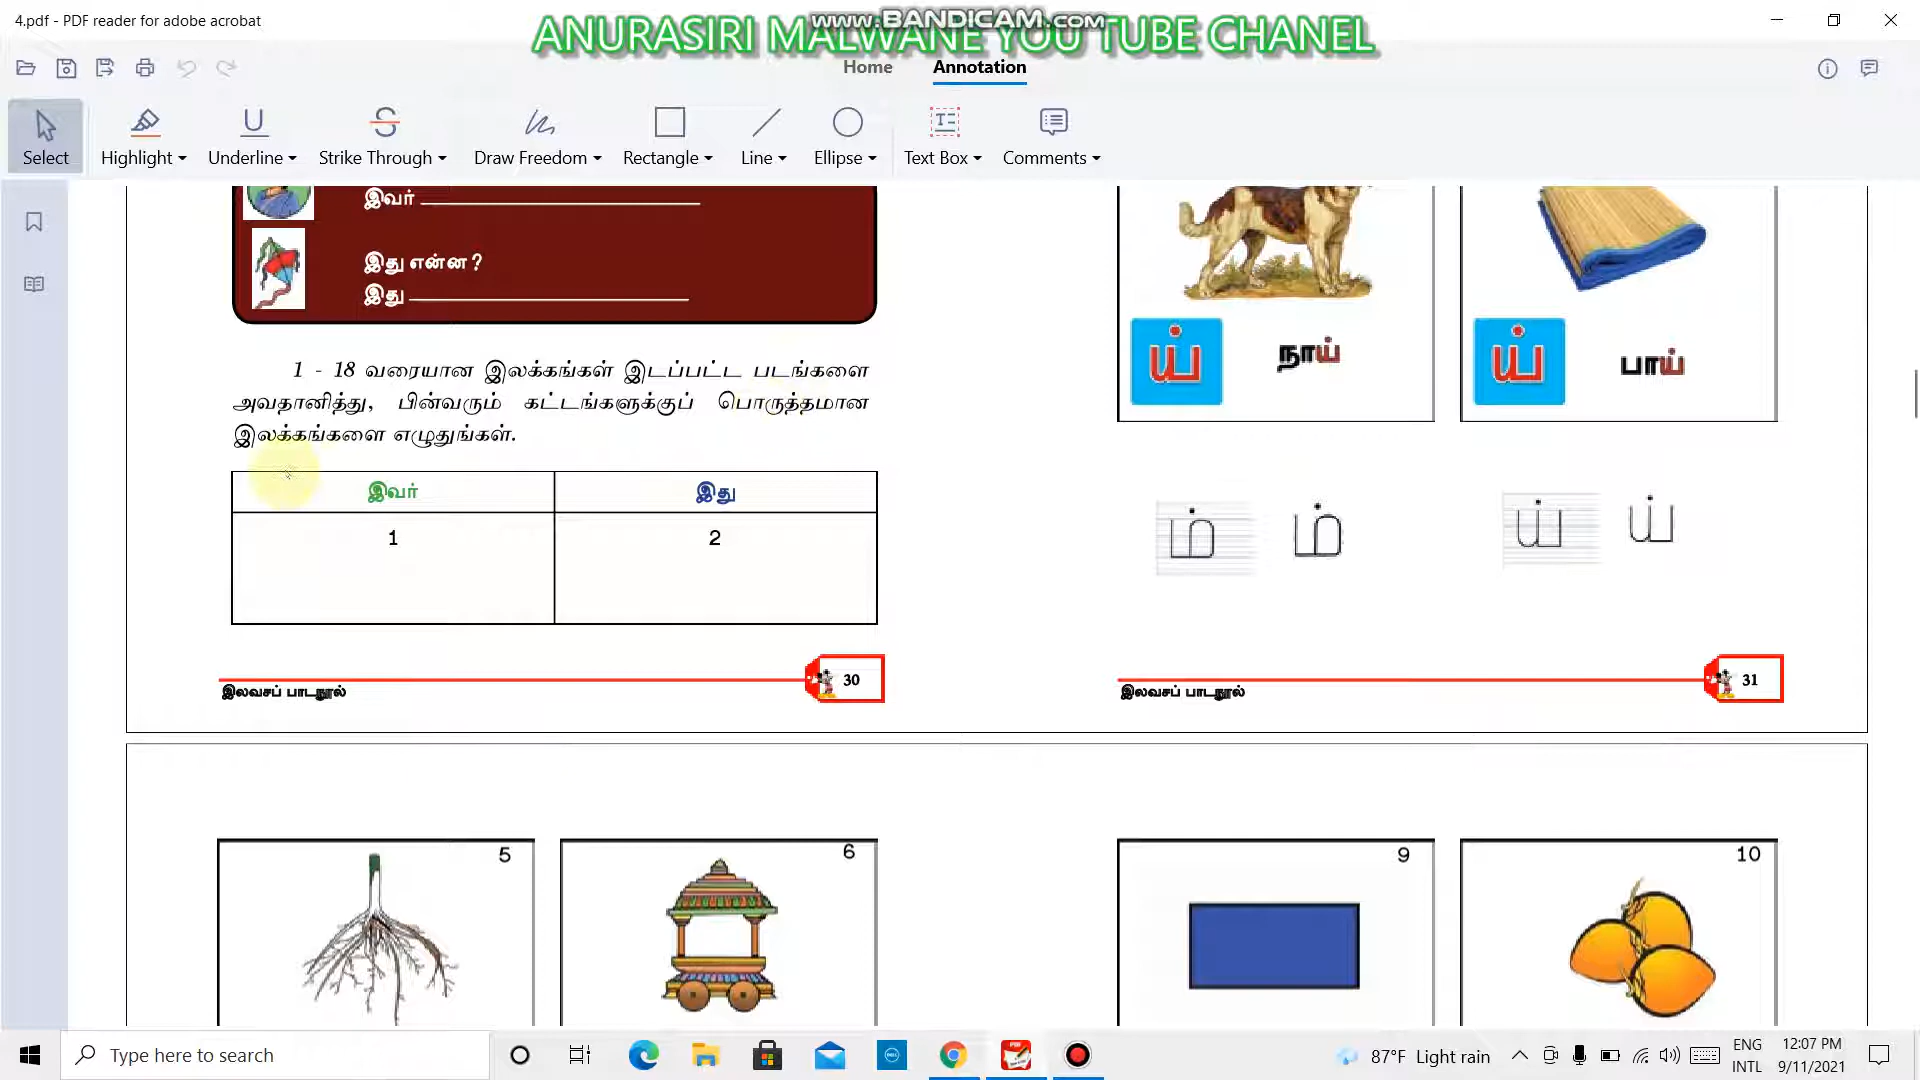 4.pdf - PDF reader for adobe acrobat
www.BANDICAM.com
ANURASIRI MALWANE YOU TUBE CHANEL
Home
Annotation
Select
Highlight
Underline
Strike Through
Draw Freedom
Rectangle
Line
Ellipse
Text Box
Comments
இவர்
இது என்ன ?
இது
1 - 18 வரையான இலக்கங்கள் இடப்பட்ட படங்களை
அவதானித்து, பின்வரும் கட்டங்களுக்குப் பொருத்தமான
இலக்கங்களை எழுதுங்கள்.
இவர் இது
1 2
இலவசப் பாடநூல்
30
ய் நாய்
ய் பாய்
ம் ம்
ய் ய்
இலவசப் பாடநூல்
31
5
6
9
10
Type here to search
87°F Light rain
ENG
INTL
12:07 PM
9/11/2021